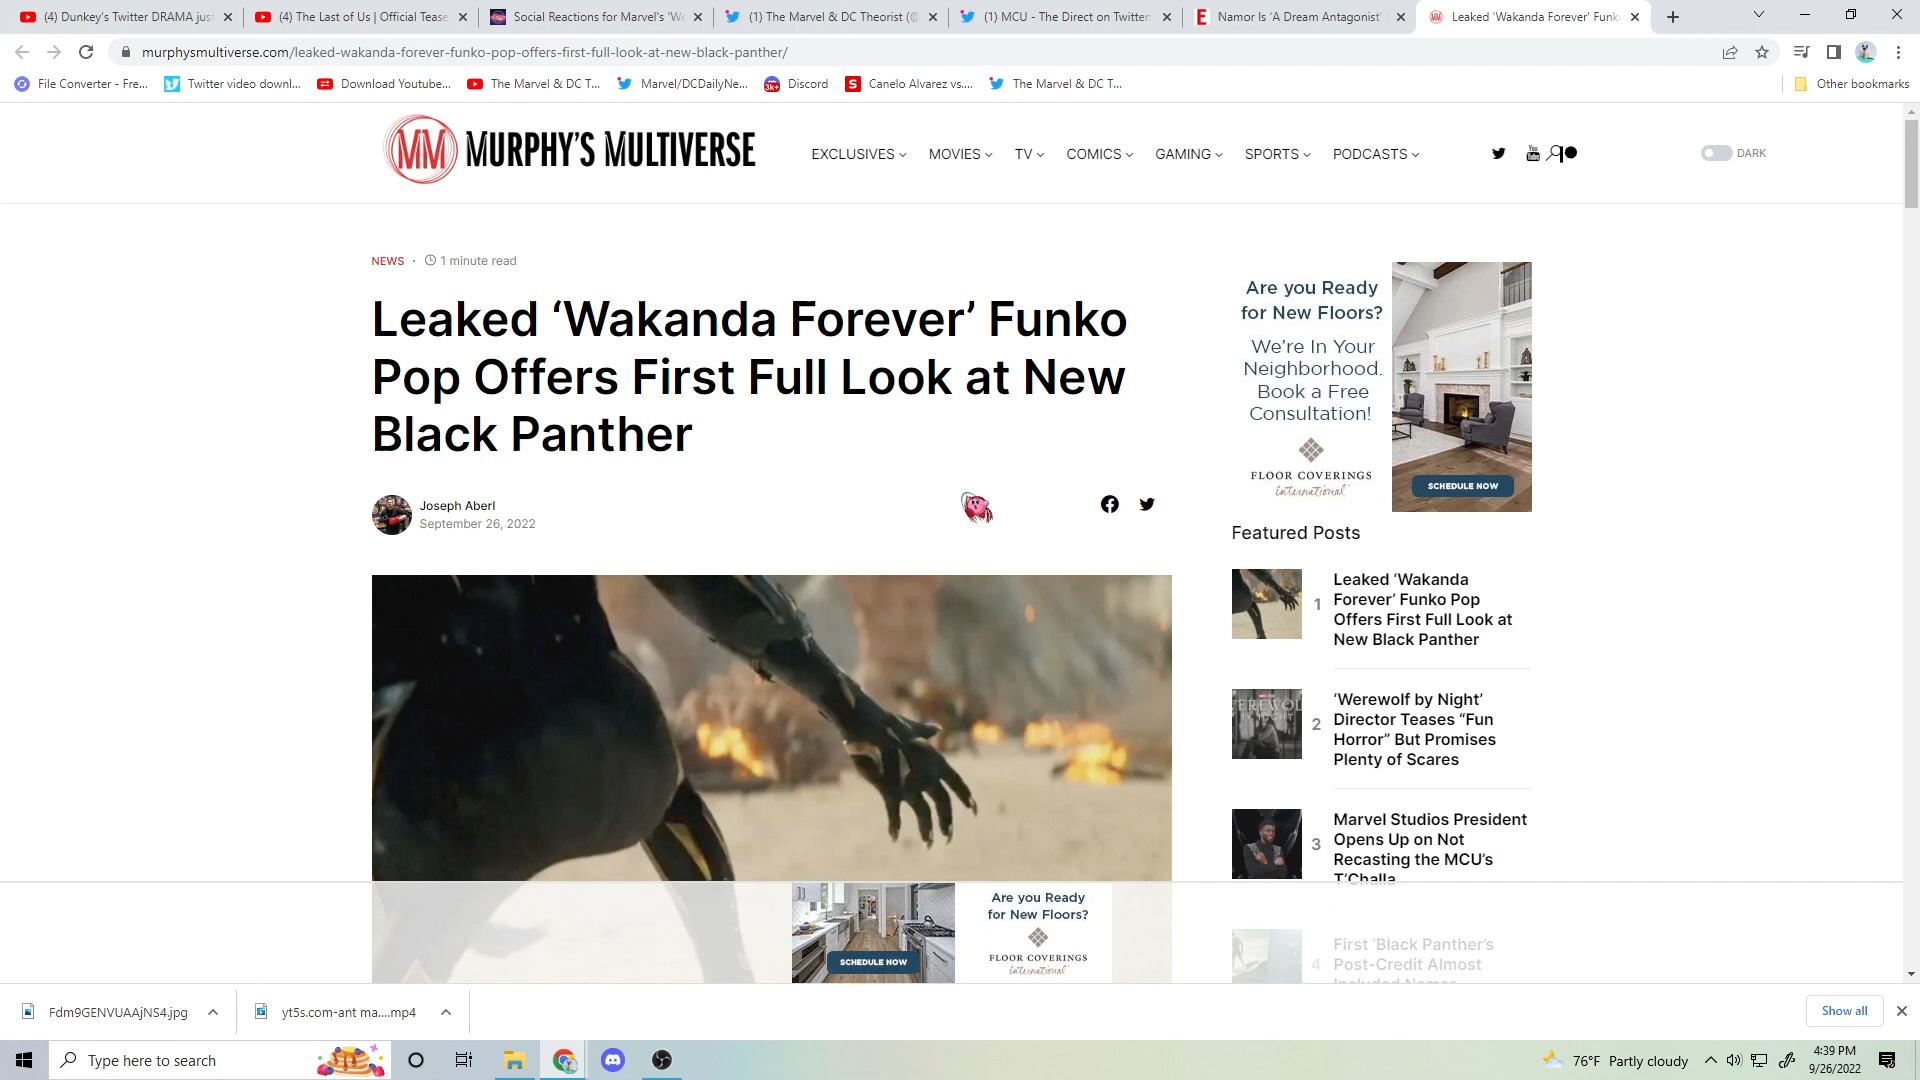 (4) Dunkey's Twitter DRAMA just
(4) The Last of Us | Official Tease
Social Reactions for Marvel's 'We
(1) The Marvel & DC Theorist (@
(1) MCU - The Direct on Twitter:
Namor Is 'A Dream Antagonist'
Leaked 'Wakanda Forever' Funko
murphysmultiverse.com/leaked-wakanda-forever-funko-pop-offers-first-full-look-at-new-black-panther/
File Converter - Fre...
Twitter video downl...
Download Youtube...
The Marvel & DC T...
Marvel/DCDailyNe...
3k+
Discord
Canelo Alvarez vs....
The Marvel & DC T...
Other bookmarks
MM MURPHY'S MULTIVERSE
EXCLUSIVES
MOVIES
TV
COMICS
GAMING
SPORTS
PODCASTS
DARK
NEWS · 1 minute read
Leaked ‘Wakanda Forever’ Funko
Pop Offers First Full Look at New
Black Panther
Joseph Aberl
September 26, 2022
Are you Ready
for New Floors?
We're In Your
Neighborhood.
Book a Free
Consultation!
FLOOR COVERINGS
international
SCHEDULE NOW
Featured Posts
1
Leaked ‘Wakanda
Forever’ Funko Pop
Offers First Full Look at
New Black Panther
2
‘Werewolf by Night’
Director Teases “Fun
Horror” But Promises
Plenty of Scares
3
Marvel Studios President
Opens Up on Not
Recasting the MCU’s
T’Challa
4
First ‘Black Panther’s
Post-Credit Almost
Included Namor
SCHEDULE NOW
Are you Ready
for New Floors?
FLOOR COVERINGS
international
Fdm9GENVUAAjNS4.jpg
yt5s.com-ant ma....mp4
Show all
Type here to search
76°F Partly cloudy
4:39 PM
9/26/2022